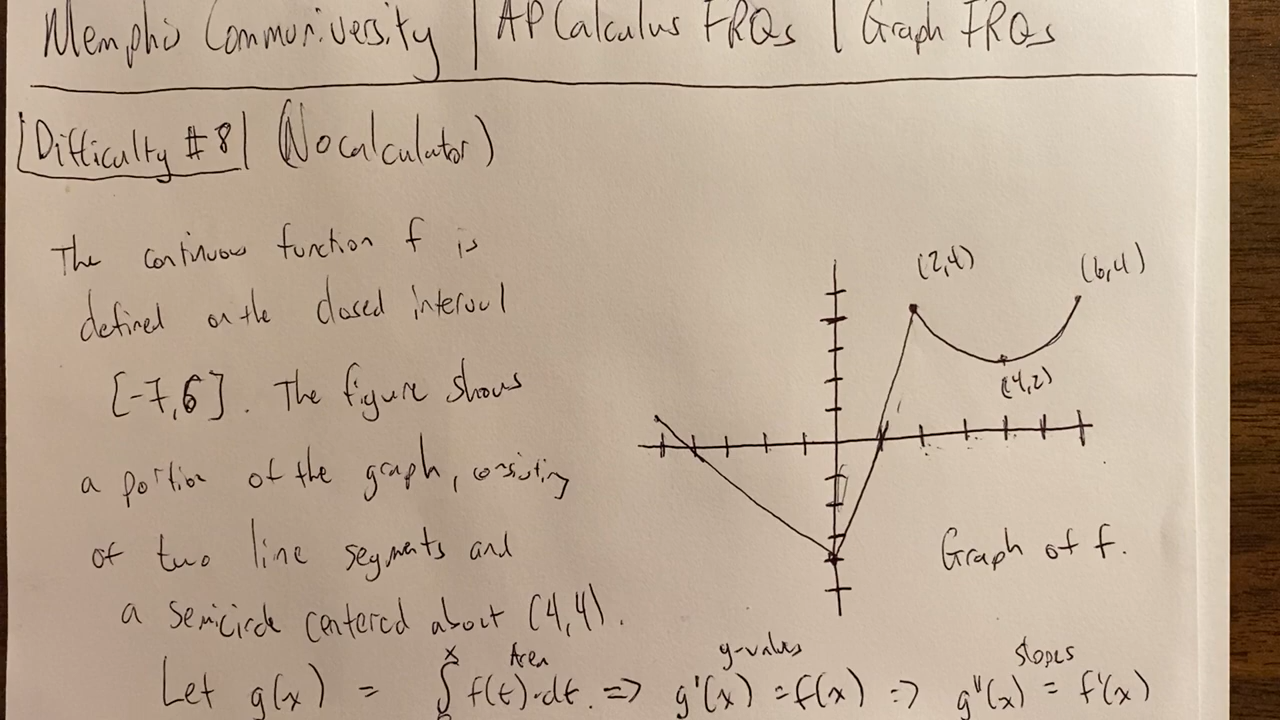 Memphis Communiversity | AP Calculus FRQs | Graph FRQs
Difficulty #8 (No calculator)
The continuous function f is
defined on the closed interval
[-7,6]. The figure shows
a portion of the graph, consisting
of two line segments and
a semicircle centered about (4,4).
(2,4)
(6,4)
(4,2)
Graph of f.
Area
y-values
slopes
Let g(x) = ∫ˣ f(t)·dt. => g'(x) = f(x) => g"(x) = f'(x)